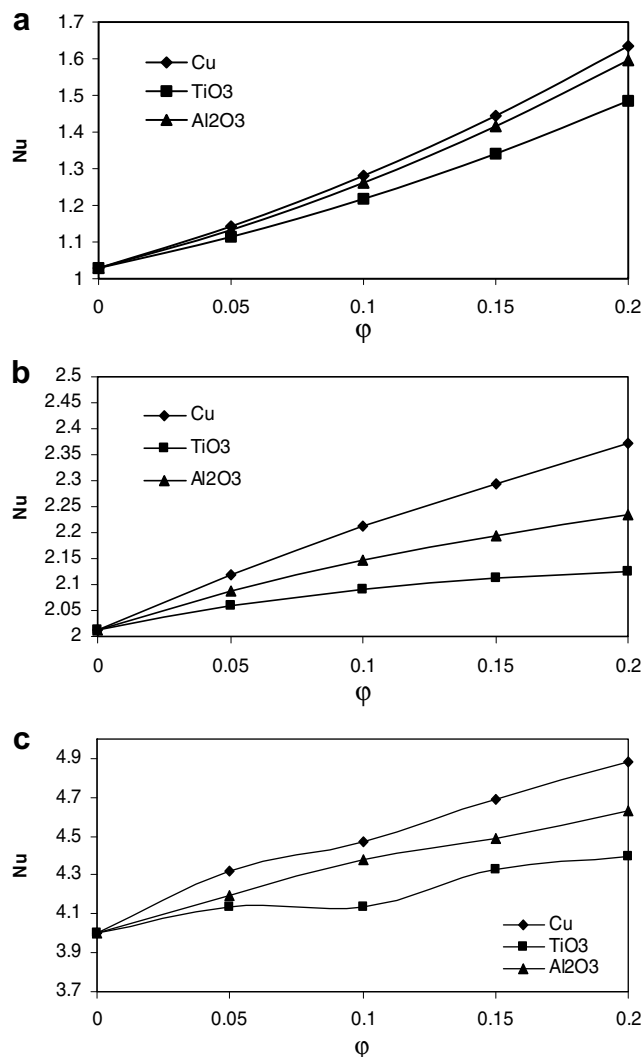 a
1.7
1.6
1.5
1.4
1.3
1.2
1.1
1
Nu
Cu
TiO3
Al2O3
0 0.05 0.1 0.15 0.2
φ
b
2.5
2.45
2.4
2.35
2.3
2.25
2.2
2.15
2.1
2.05
2
Nu
Cu
TiO3
Al2O3
0 0.05 0.1 0.15 0.2
φ
c
4.9
4.7
4.5
4.3
4.1
3.9
3.7
Nu
Cu
TiO3
Al2O3
0 0.05 0.1 0.15 0.2
φ